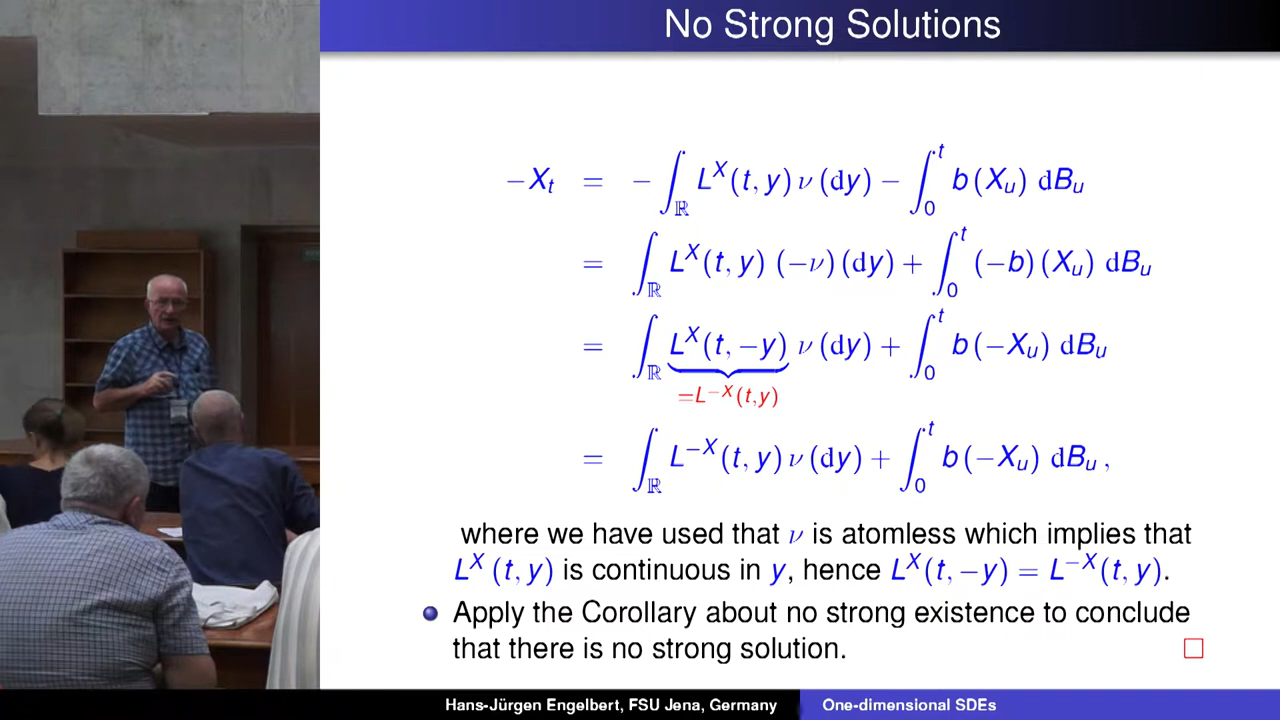 No Strong Solutions
−X_t = −∫_ℝ L^X(t, y) ν (dy) − ∫_0^t b (X_u) dB_u
= ∫_ℝ L^X(t, y) (−ν) (dy) + ∫_0^t (−b) (X_u) dB_u
= ∫_ℝ L^X(t, −y) ν (dy) + ∫_0^t b (−X_u) dB_u
=L^{−X}(t,y)
= ∫_ℝ L^{−X}(t, y) ν (dy) + ∫_0^t b (−X_u) dB_u ,
where we have used that ν is atomless which implies that
L^X (t, y) is continuous in y, hence L^X(t, −y) = L^{−X}(t, y).
Apply the Corollary about no strong existence to conclude
that there is no strong solution. □
Hans-Jürgen Engelbert, FSU Jena, Germany One-dimensional SDEs